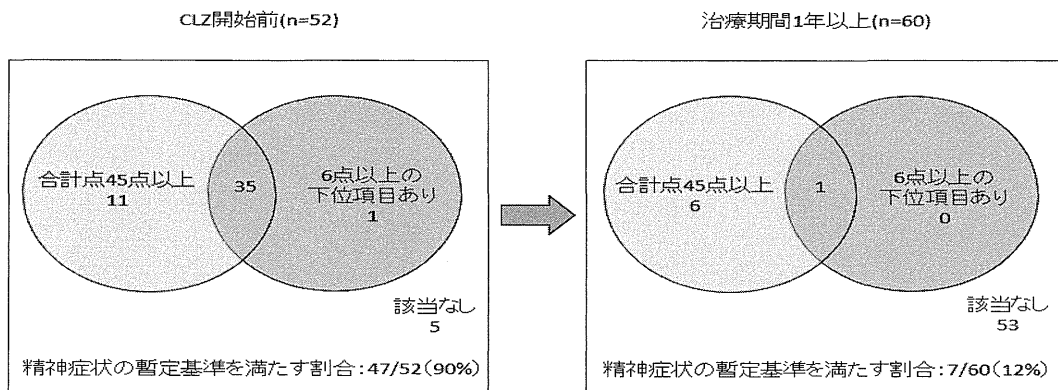 CLZ開始前(n=52)
合計点45点以上
11
35
6点以上の
下位項目あり
1
該当なし
5
精神症状の暫定基準を満たす割合:47/52(90%)
治療期間1年以上(n=60)
合計点45点以上
6
1
6点以上の
下位項目あり
0
該当なし
53
精神症状の暫定基準を満たす割合:7/60(12%)